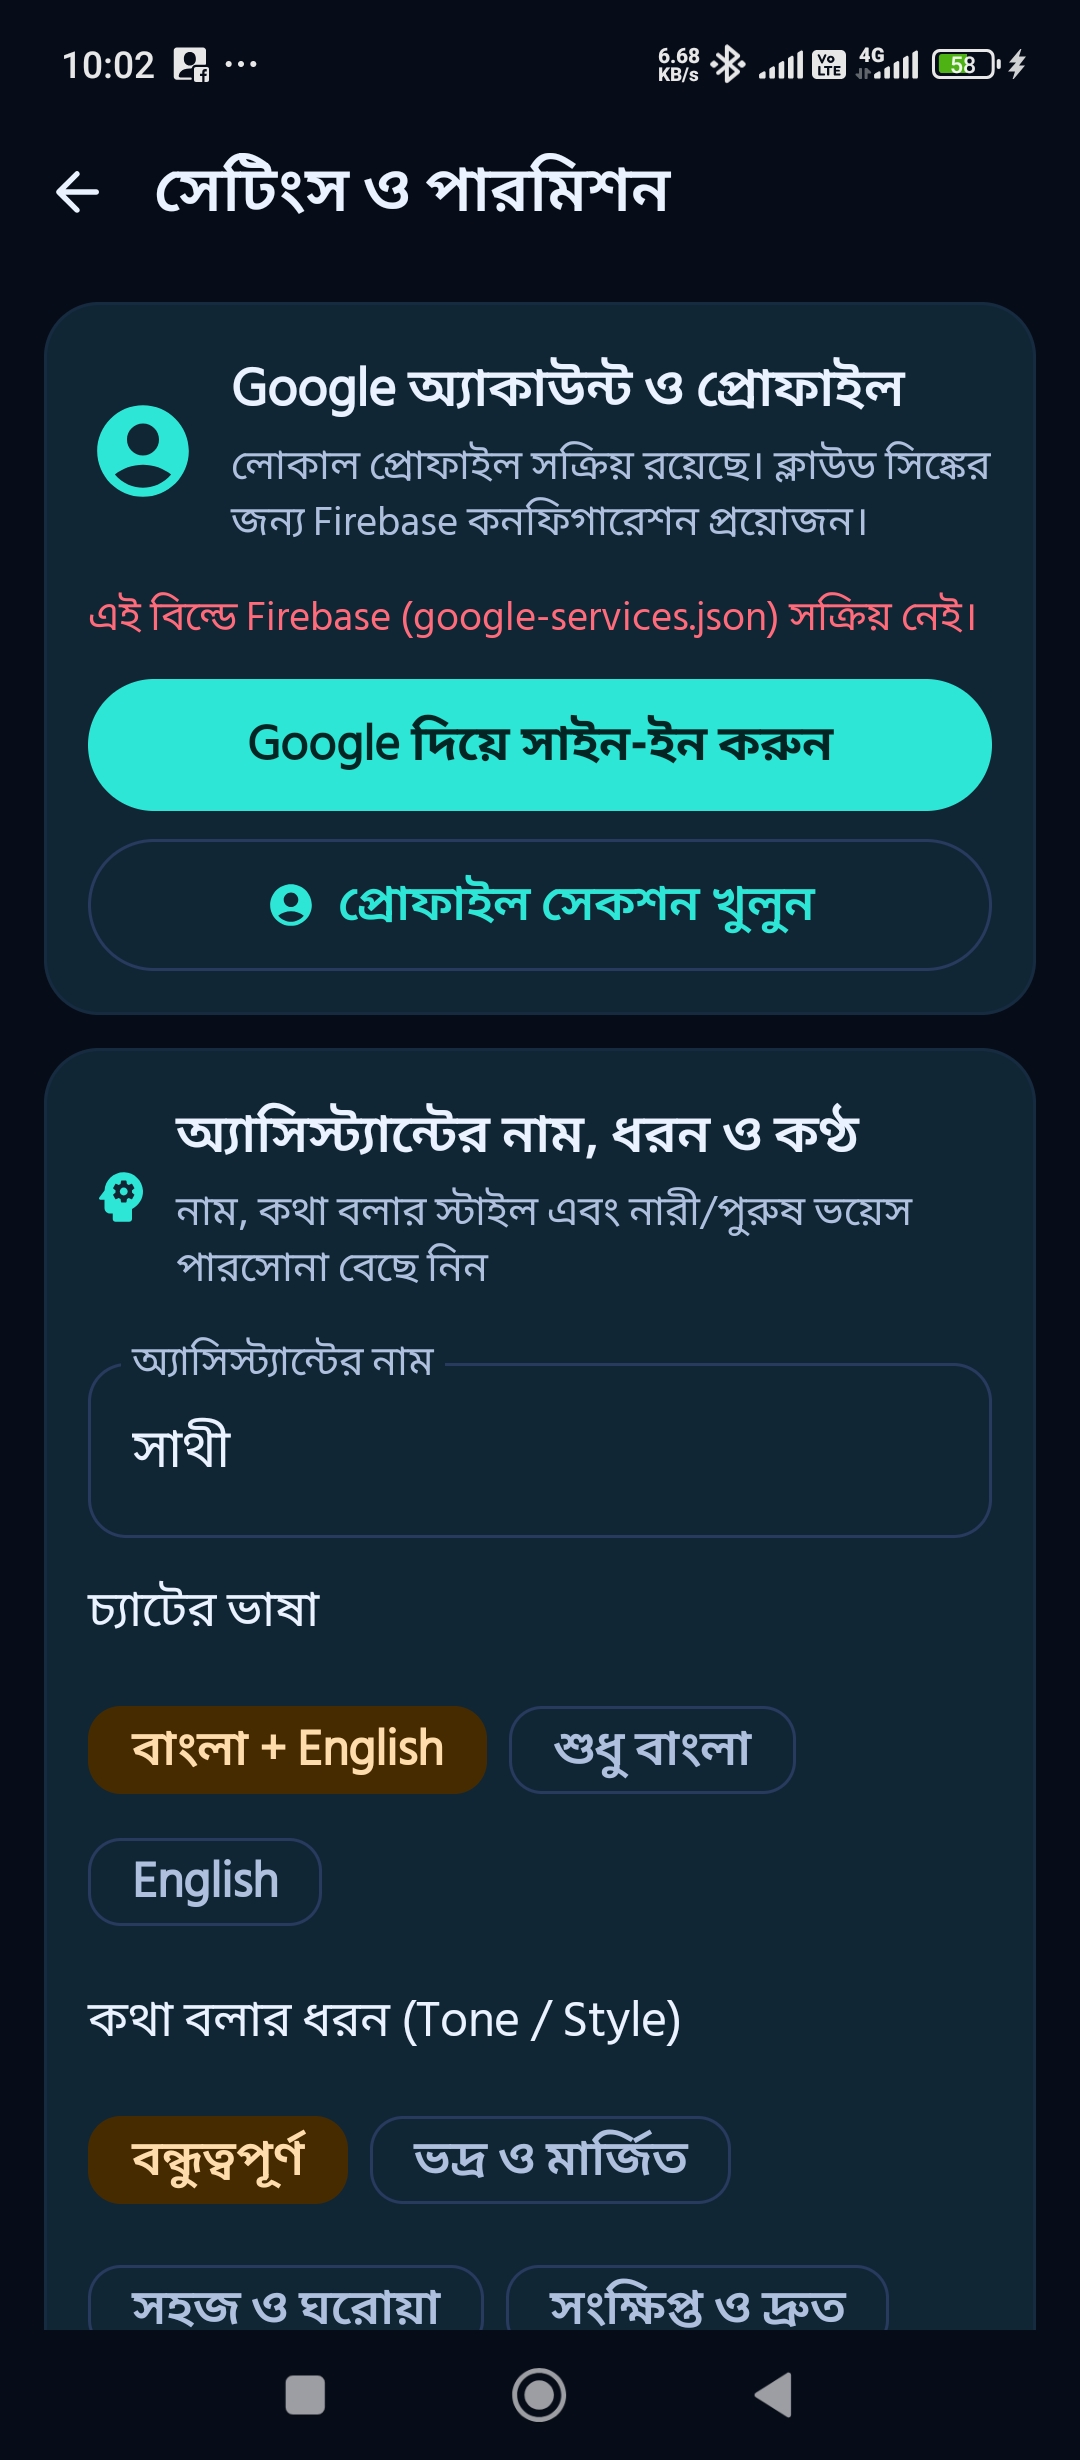 10:02
6.68 KB/s
Vo LTE
4G
58
সেটিংস ও পারমিশন
Google অ্যাকাউন্ট ও প্রোফাইল
লোকাল প্রোফাইল সক্রিয় রয়েছে। ক্লাউড সিঙ্কের
জন্য Firebase কনফিগারেশন প্রয়োজন।
এই বিল্ডে Firebase (google-services.json) সক্রিয় নেই।
Google দিয়ে সাইন-ইন করুন
প্রোফাইল সেকশন খুলুন
অ্যাসিস্ট্যান্টের নাম, ধরন ও কণ্ঠ
নাম, কথা বলার স্টাইল এবং নারী/পুরুষ ভয়েস
পারসোনা বেছে নিন
অ্যাসিস্ট্যান্টের নাম
সাথী
চ্যাটের ভাষা
বাংলা + English
শুধু বাংলা
English
কথা বলার ধরন (Tone / Style)
বন্ধুত্বপূর্ণ
ভদ্র ও মার্জিত
সহজ ও ঘরোয়া
সংক্ষিপ্ত ও দ্রুত